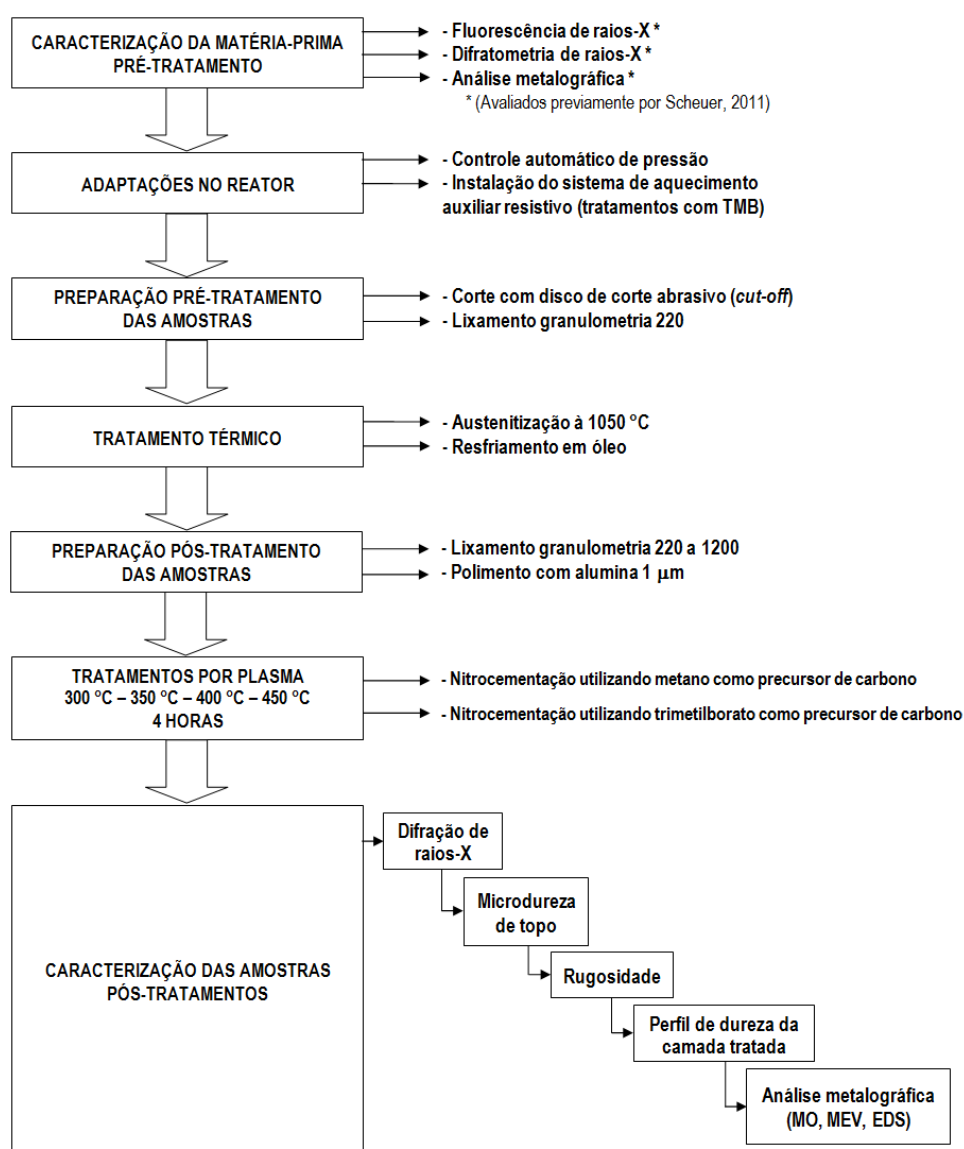 CARACTERIZAÇÃO DA MATÉRIA-PRIMA
PRÉ-TRATAMENTO
- Fluorescência de raios-X *
- Difratometria de raios-X *
- Análise metalográfica *
* (Avaliados previamente por Scheuer, 2011)
ADAPTAÇÕES NO REATOR
- Controle automático de pressão
- Instalação do sistema de aquecimento
auxiliar resistivo (tratamentos com TMB)
PREPARAÇÃO PRÉ-TRATAMENTO
DAS AMOSTRAS
- Corte com disco de corte abrasivo (cut-off)
- Lixamento granulometria 220
TRATAMENTO TÉRMICO
- Austenitização à 1050 ºC
- Resfriamento em óleo
PREPARAÇÃO PÓS-TRATAMENTO
DAS AMOSTRAS
- Lixamento granulometria 220 a 1200
- Polimento com alumina 1 μm
TRATAMENTOS POR PLASMA
300 ºC – 350 ºC – 400 ºC – 450 ºC
4 HORAS
- Nitrocementação utilizando metano como precursor de carbono
- Nitrocementação utilizando trimetilborato como precursor de carbono
CARACTERIZAÇÃO DAS AMOSTRAS
PÓS-TRATAMENTOS
Difração de
raios-X
Microdureza
de topo
Rugosidade
Perfil de dureza da
camada tratada
Análise metalográfica
(MO, MEV, EDS)